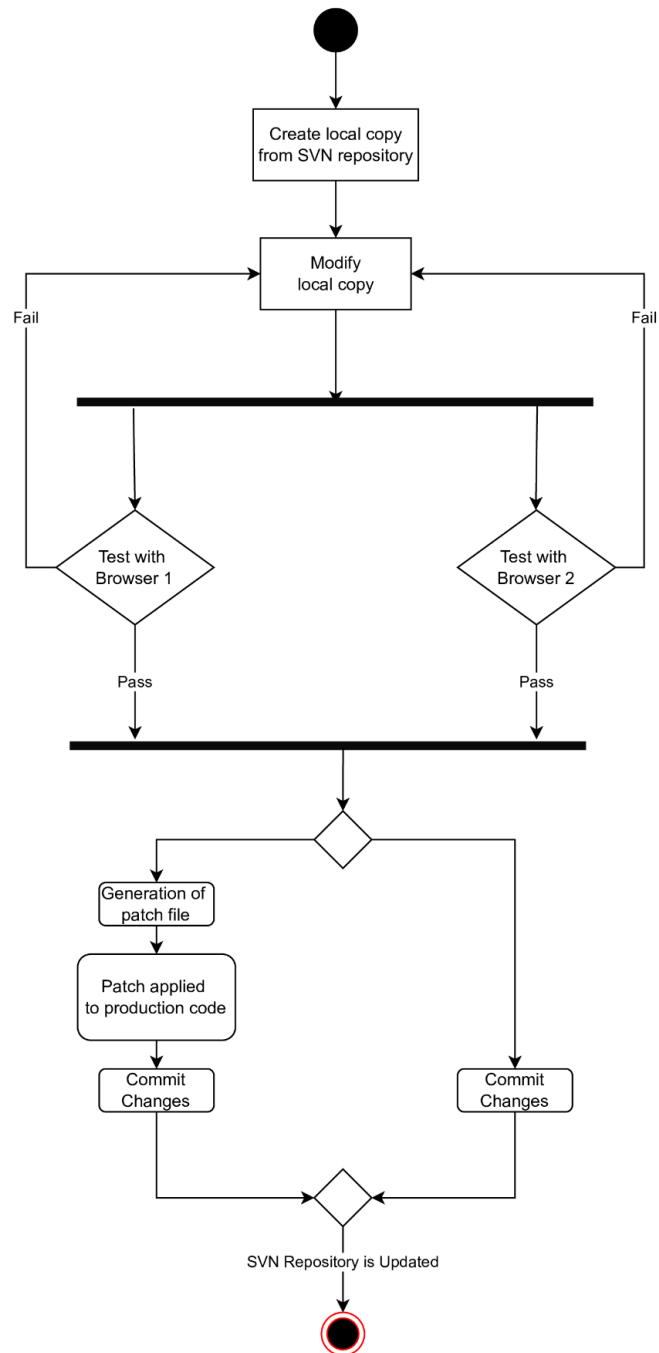 Create local copy
from SVN repository
Modify
local copy
Fail
Fail
Test with
Browser 1
Test with
Browser 2
Pass
Pass
Generation of
patch file
Patch applied
to production code
Commit
Changes
Commit
Changes
SVN Repository is Updated